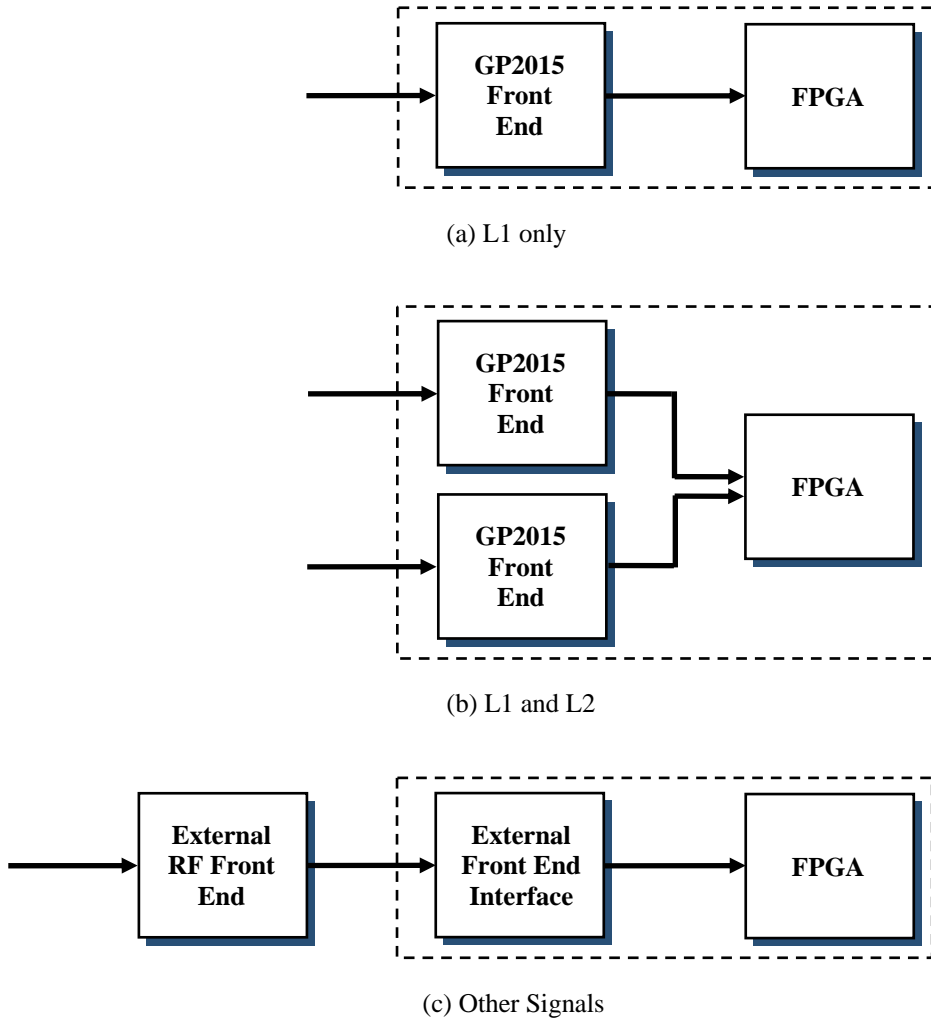 GP2015
Front
End
FPGA
(a) L1 only
GP2015
Front
End
FPGA
GP2015
Front
End
(b) L1 and L2
External
RF Front
End
External
Front End
Interface
FPGA
(c) Other Signals